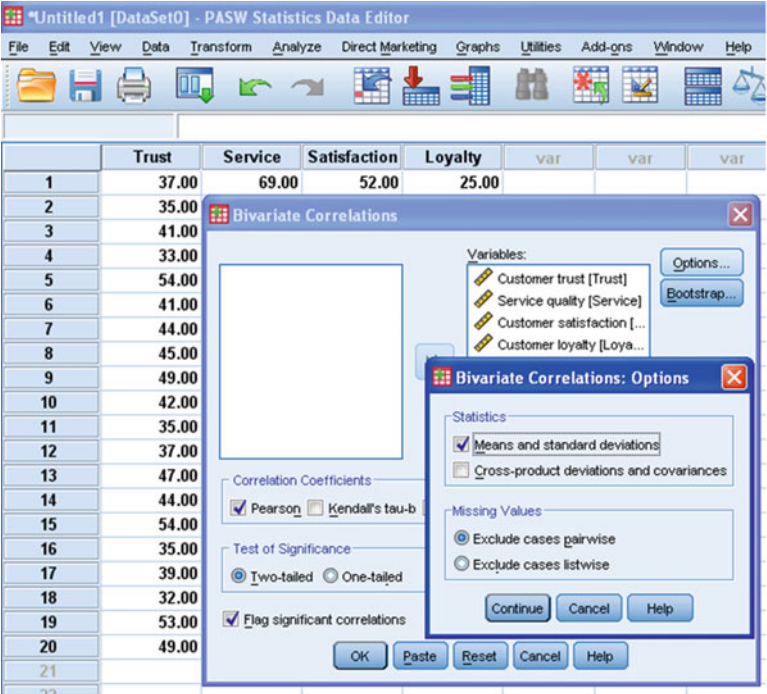 *Untitled1 [DataSet0] - PASW Statistics Data Editor
File Edit View Data Transform Analyze Direct Marketing Graphs Utilities Add-ons Window Help
Trust Service Satisfaction Loyalty var var var
1 37.00 69.00 52.00 25.00
2 35.00
3 41.00
4 33.00
5 54.00
6 41.00
7 44.00
8 45.00
9 49.00
10 42.00
11 35.00
12 37.00
13 47.00
14 44.00
15 54.00
16 35.00
17 39.00
18 32.00
19 53.00
20 49.00
21
Bivariate Correlations
Variables:
Customer trust [Trust]
Service quality [Service]
Customer satisfaction [...
Customer loyalty [Loya...
Options...
Bootstrap...
Correlation Coefficients
Pearson Kendall's tau-b
Test of Significance
Two-tailed One-tailed
Flag significant correlations
OK Paste Reset Cancel Help
Bivariate Correlations: Options
Statistics
Means and standard deviations
Cross-product deviations and covariances
Missing Values
Exclude cases pairwise
Exclude cases listwise
Continue Cancel Help